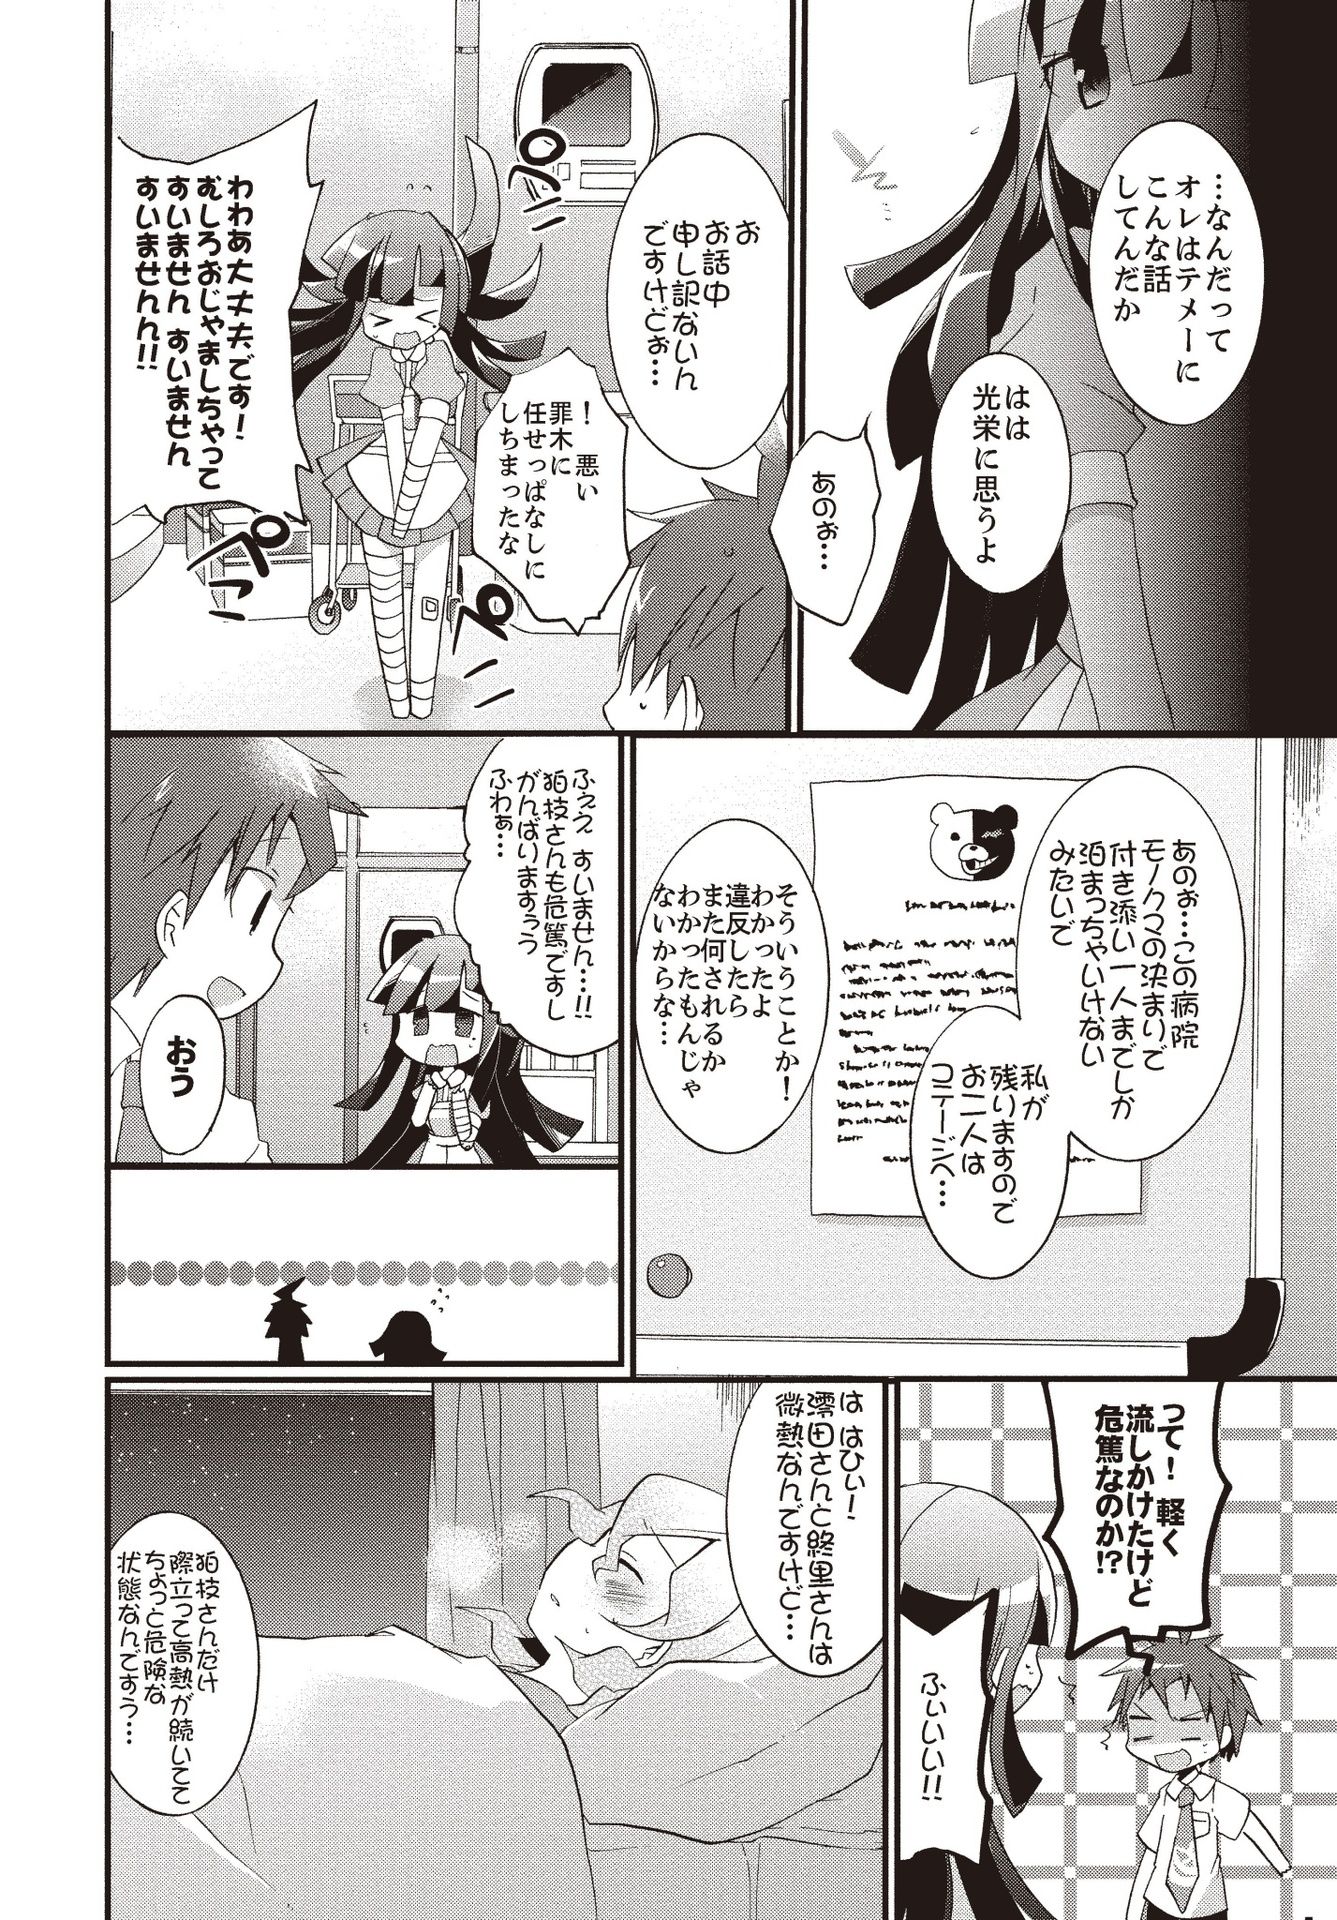 …なんだって
オレはテメーに
こんな話
してんだか
はは
光栄に思うよ
あのぉ…
お
お話中
申し訳ないん
ですけどぉ…
！ 悪い
罪木に
任せっぱなしに
しちまったな
わわあ大丈夫です！
むしろおじゃましちゃって
すいません すいません
すいませんん!!
ペ
ペこっ
ペこ
あのぉ…この病院
モノクマの決まりで
付き添い一人までしか
泊まっちゃいけない
みたいで
私が
残りますので
お二人は
コテージへ…
そういうことか！
わかったよ
違反したら
また何されるか
わかったもんじゃ
ないからな…
ふええ すいません…!!
狛枝さんも危篤ですし
がんばりますぅう
ふわぁ…
おう
って！ 軽く
流しかけたけど
危篤なのか!?
ふぃいい!!
は はひぃ！
澪田さんと終里さんは
微熱なんですけど…
狛枝さんだけ
際立って高熱が続いてて
ちょっと危険な
状態なんですぅ…